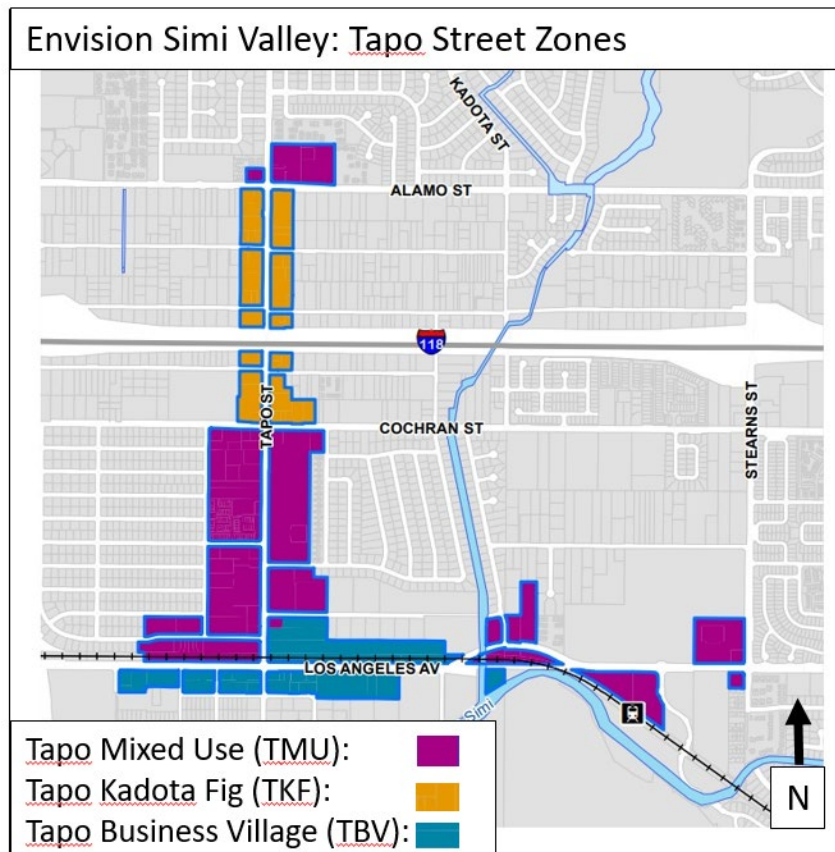 Envision Simi Valley: Tapo Street Zones
KADOTA ST
ALAMO ST
118
TAPO ST
COCHRAN ST
STEARNS ST
LOS ANGELES AV
Simi
Tapo Mixed Use (TMU):
Tapo Kadota Fig (TKF):
Tapo Business Village (TBV):
N